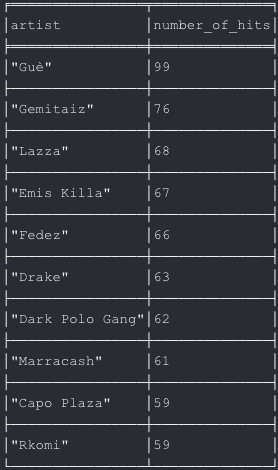 artist number_of_hits
"Guè" 99
"Gemitaiz" 76
"Lazza" 68
"Emis Killa" 67
"Fedez" 66
"Drake" 63
"Dark Polo Gang" 62
"Marracash" 61
"Capo Plaza" 59
"Rkomi" 59